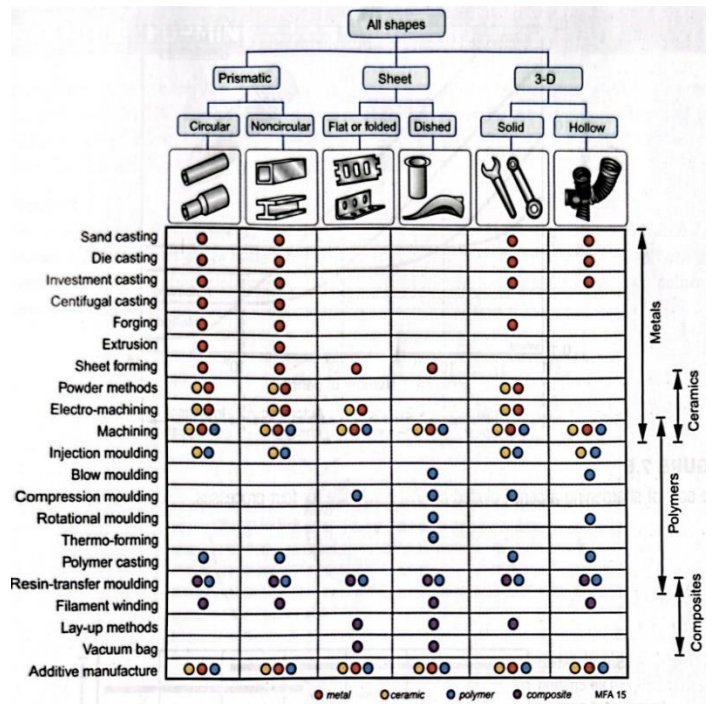 All shapes
Prismatic Sheet 3-D
Circular Noncircular Flat or folded Dished Solid Hollow
Sand casting
Die casting
Investment casting
Centifugal casting
Forging
Extrusion
Sheet forming
Powder methods
Electro-machining
Machining
Injection moulding
Blow moulding
Compression moulding
Rotational moulding
Thermo-forming
Polymer casting
Resin-transfer moulding
Filament winding
Lay-up methods
Vacuum bag
Additive manufacture
Metals
Ceramics
Polymers
Composites
metal ceramic polymer composite MFA 15